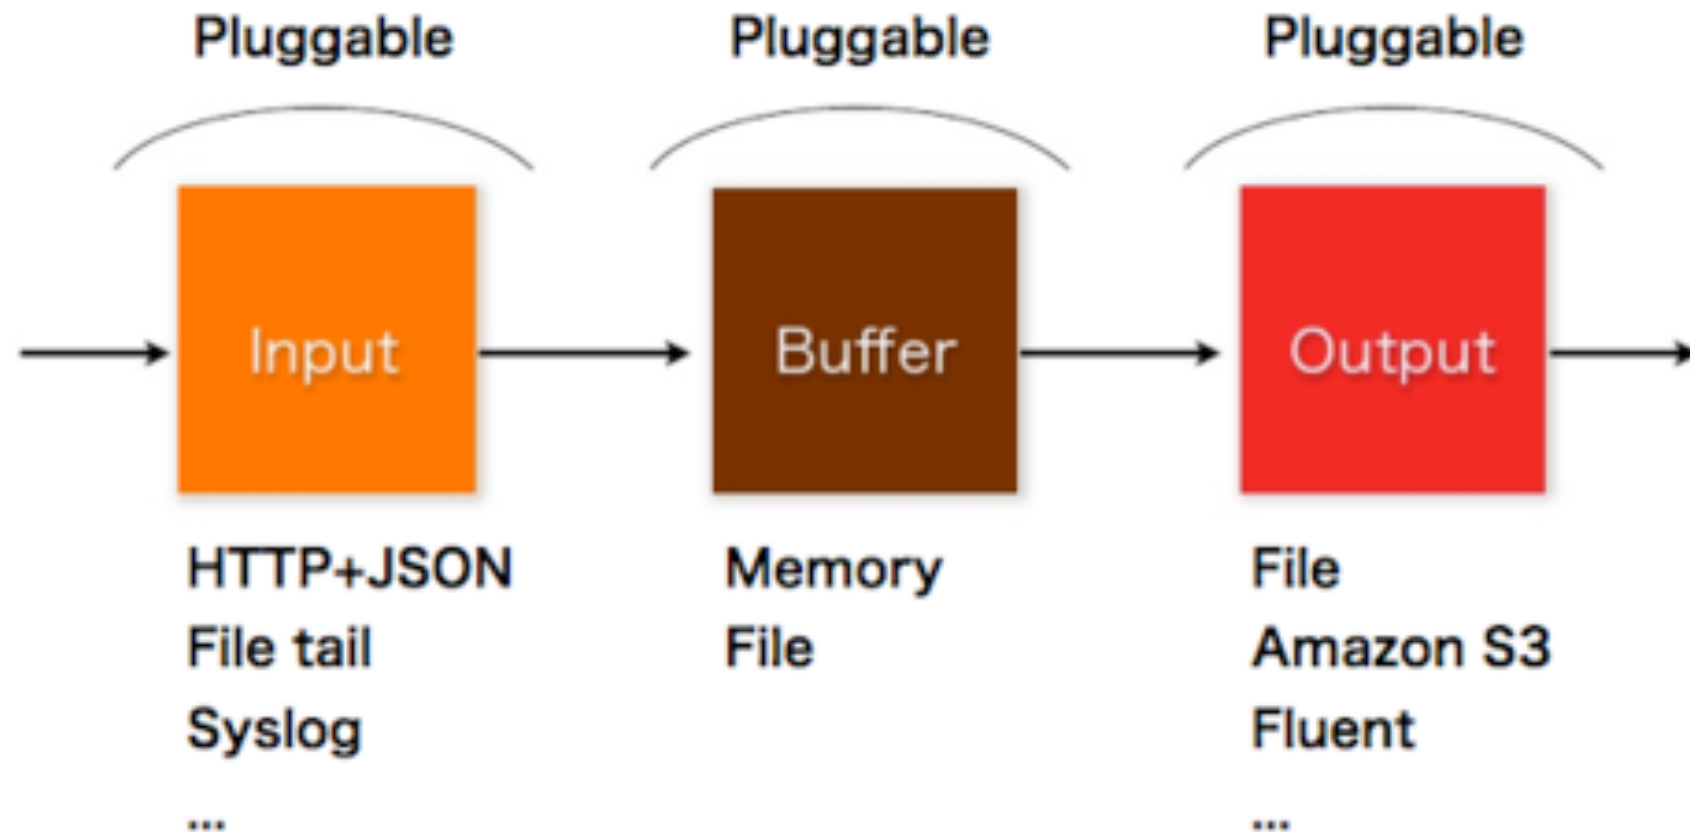 Pluggable
Pluggable
Pluggable
Input
Buffer
Output
HTTP+JSON
File tail
Syslog
...
Memory
File
File
Amazon S3
Fluent
...